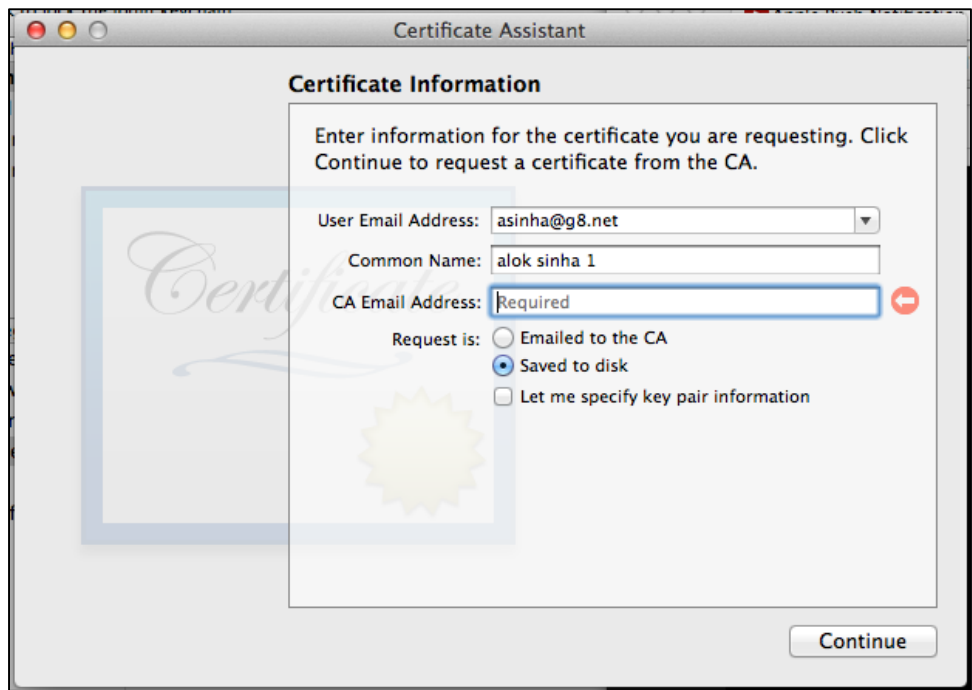 Certificate Assistant
Certificate Information
Enter information for the certificate you are requesting. Click
Continue to request a certificate from the CA.
User Email Address: asinha@g8.net
Common Name: alok sinha 1
CA Email Address: Required
Request is: Emailed to the CA
Saved to disk
Let me specify key pair information
Certificate
Continue